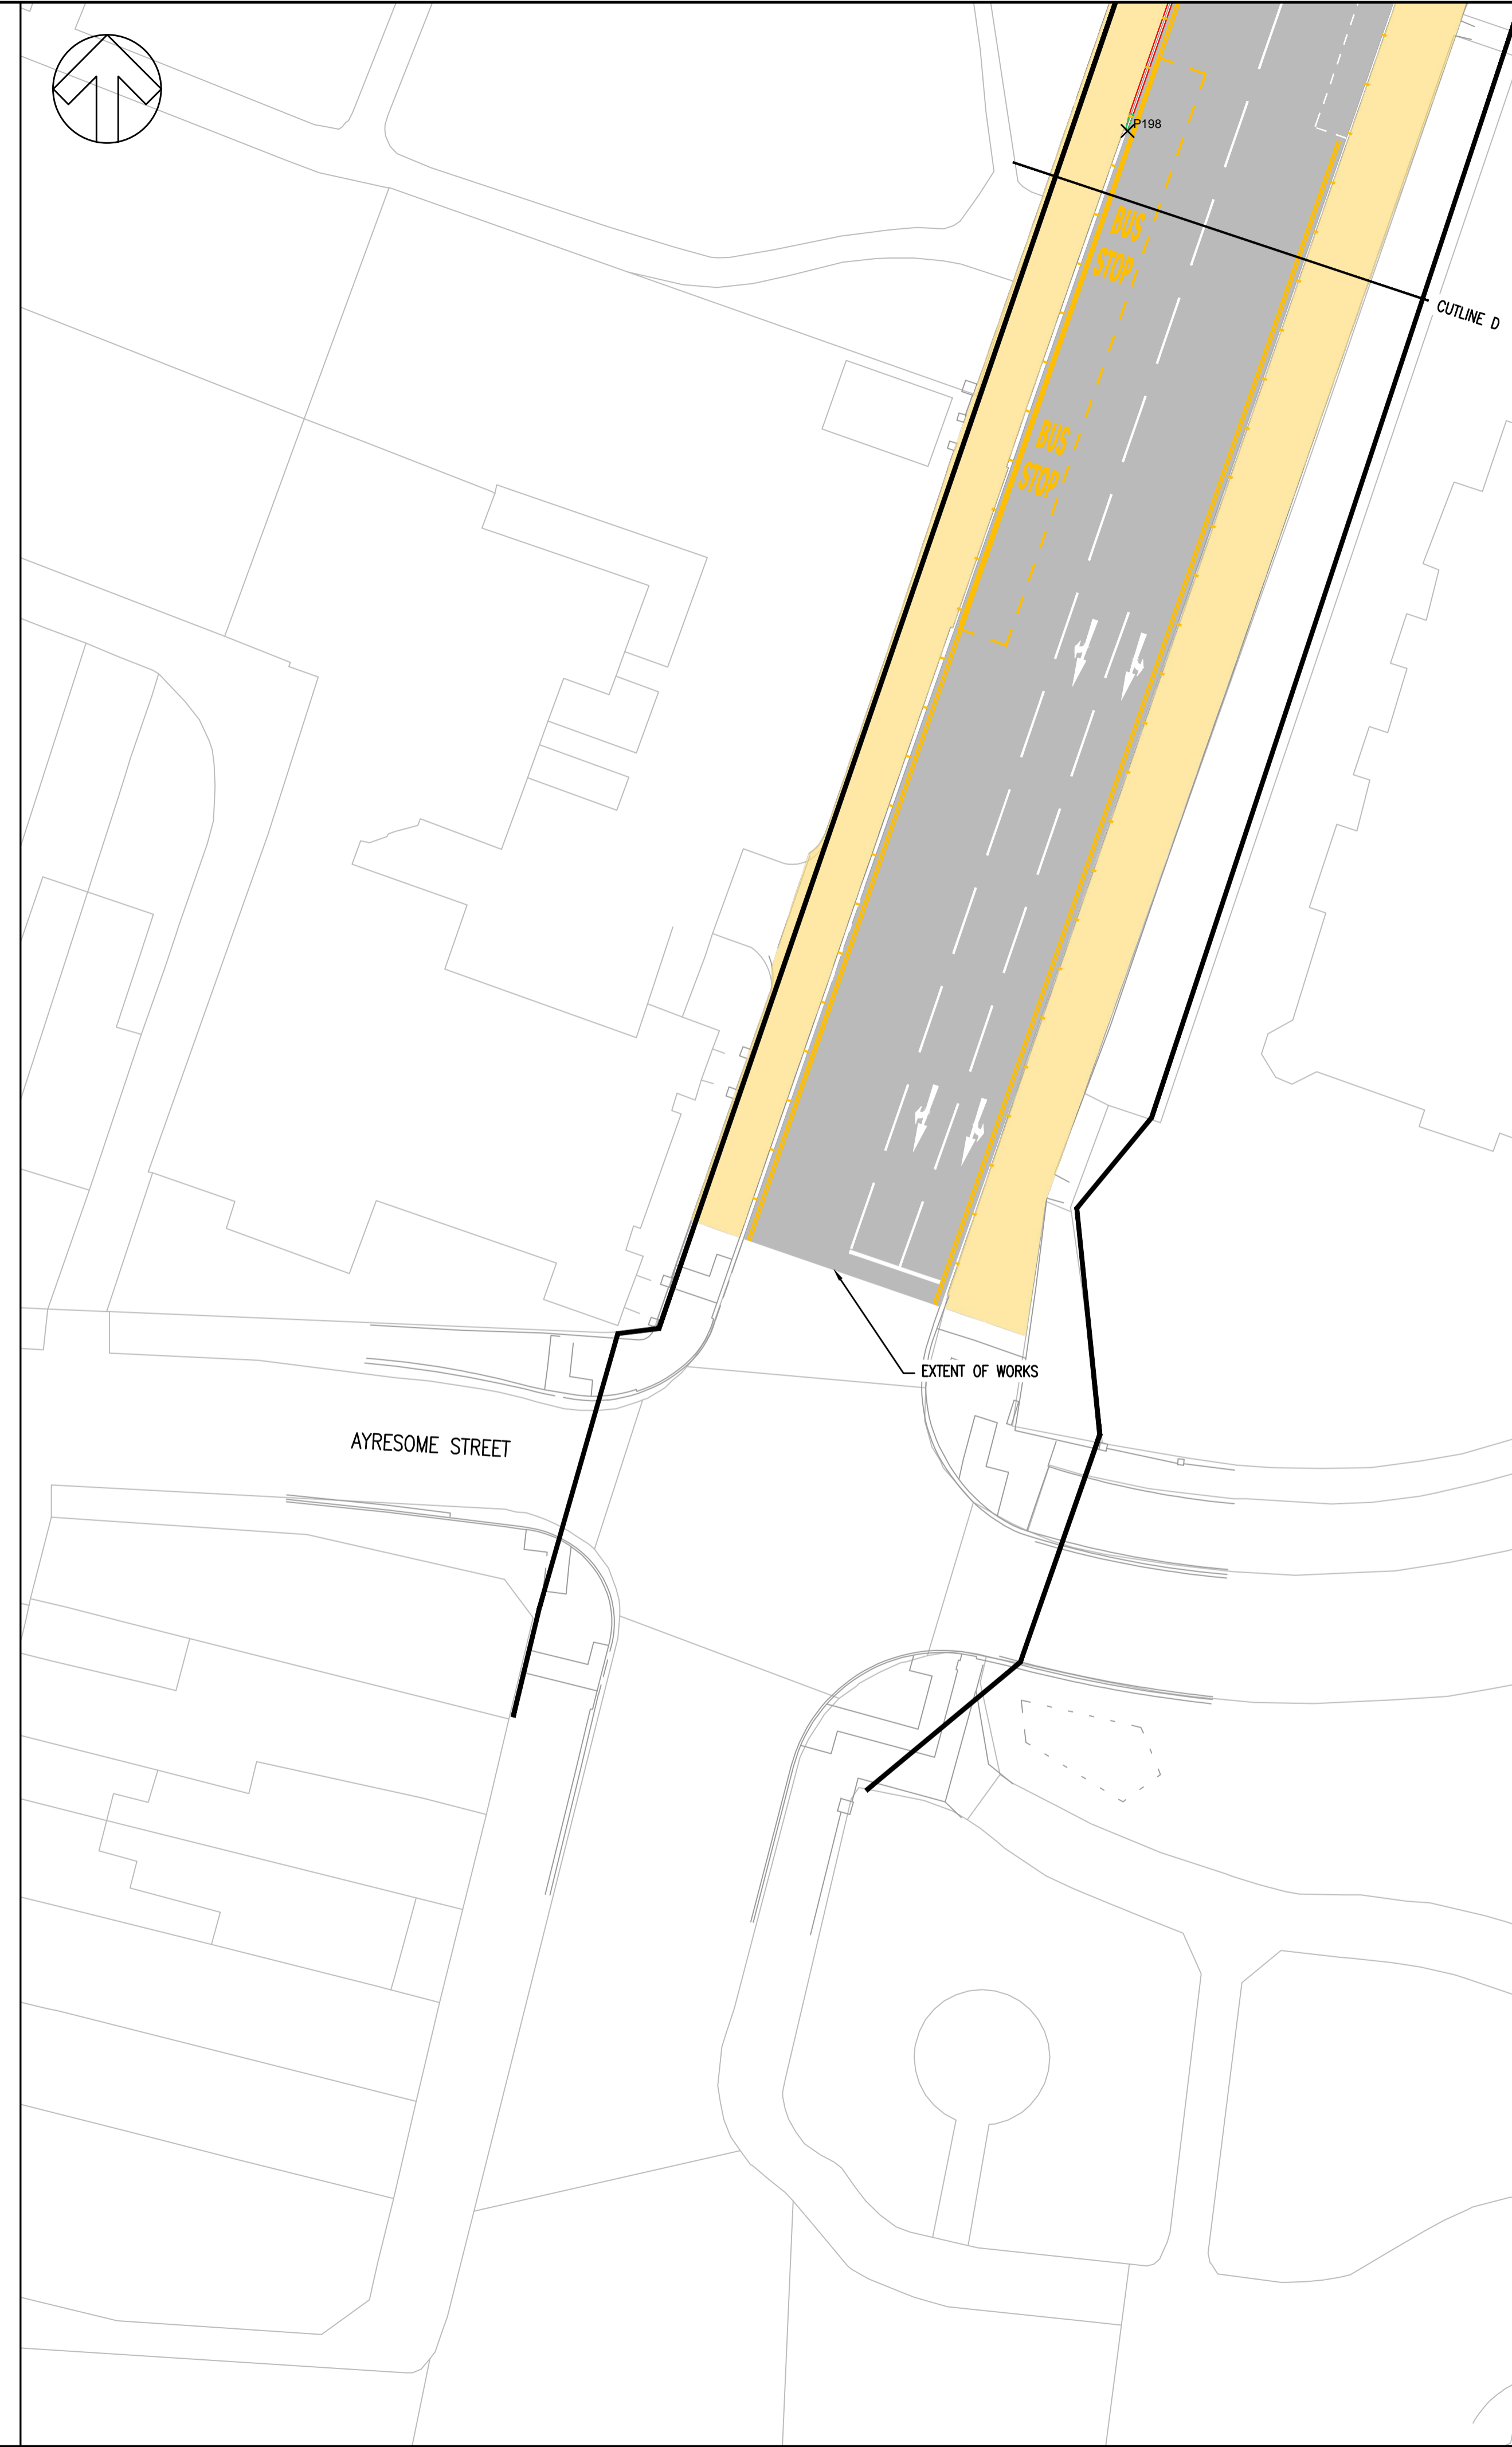 P198
BUS
STOP
CUTLINE D
BUS
STOP
EXTENT OF WORKS
AYRESOME STREET